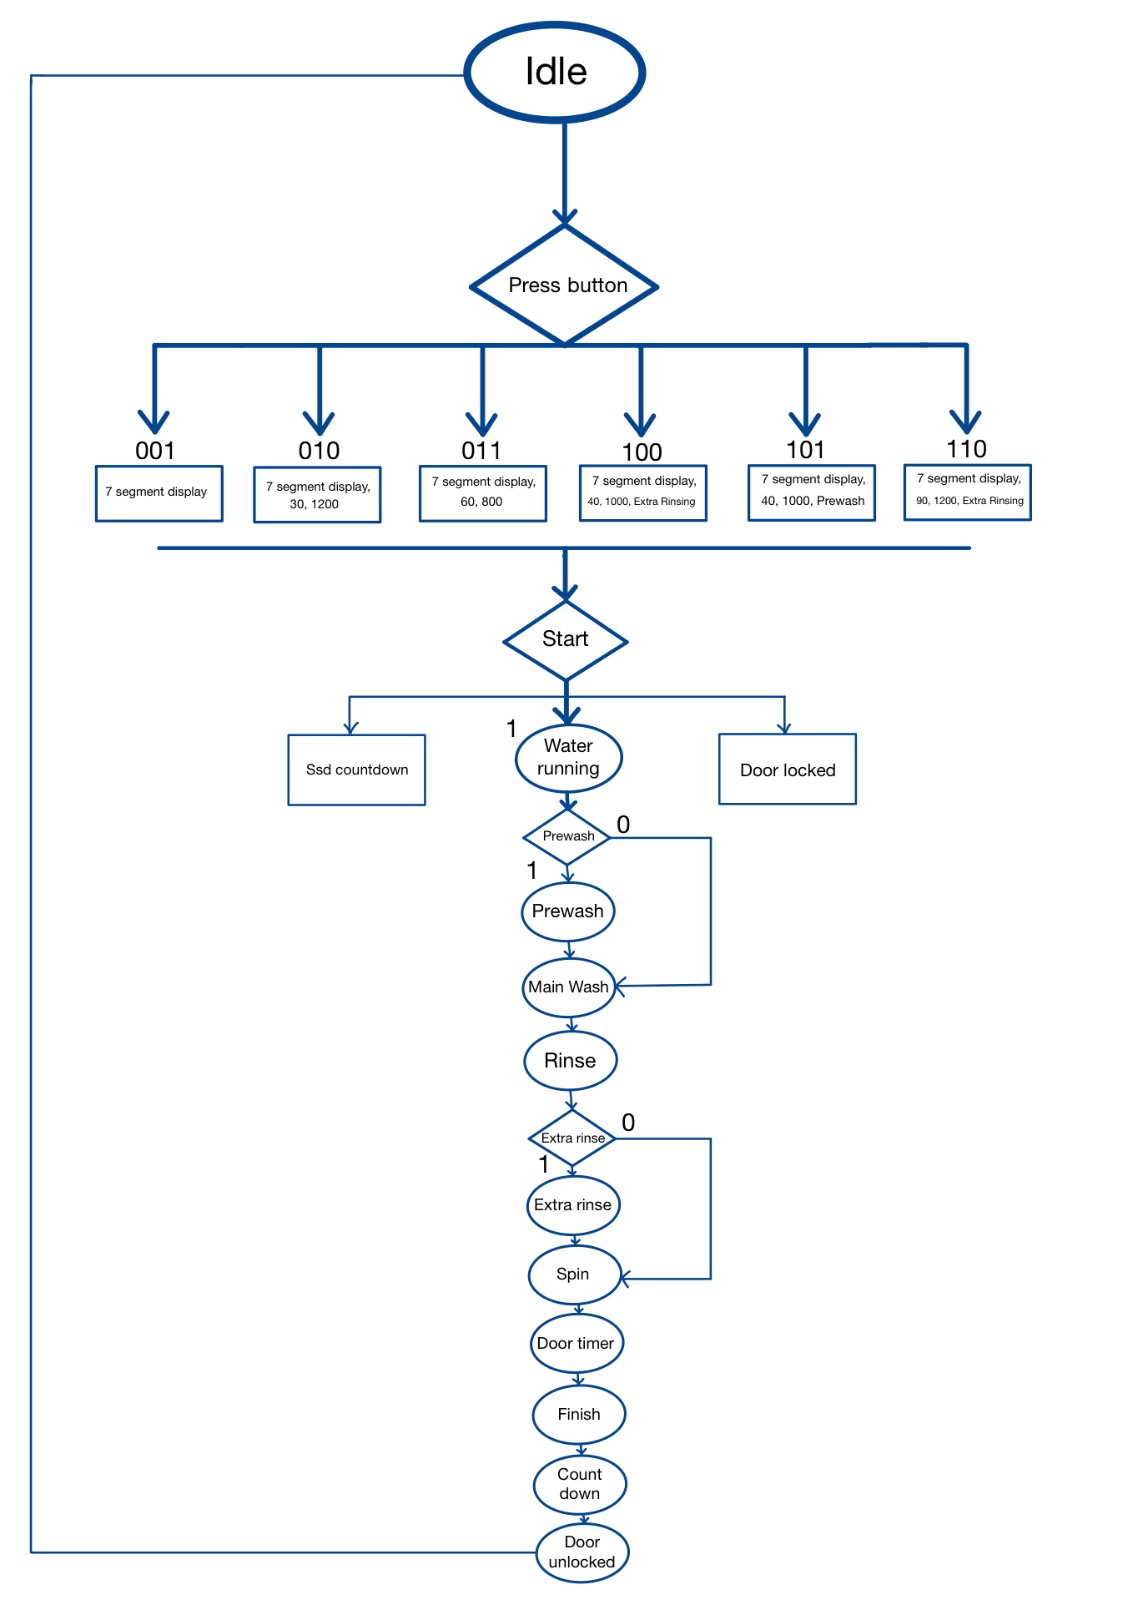 Idle
Press button
001
010
011
100
101
110
7 segment display
7 segment display,
30, 1200
7 segment display,
60, 800
7 segment display,
40, 1000, Extra Rinsing
7 segment display,
40, 1000, Prewash
7 segment display,
90, 1200, Extra Rinsing
Start
Ssd countdown
1
Water
running
Door locked
Prewash
0
1
Prewash
Main Wash
Rinse
Extra rinse
0
1
Extra rinse
Spin
Door timer
Finish
Count
down
Door
unlocked